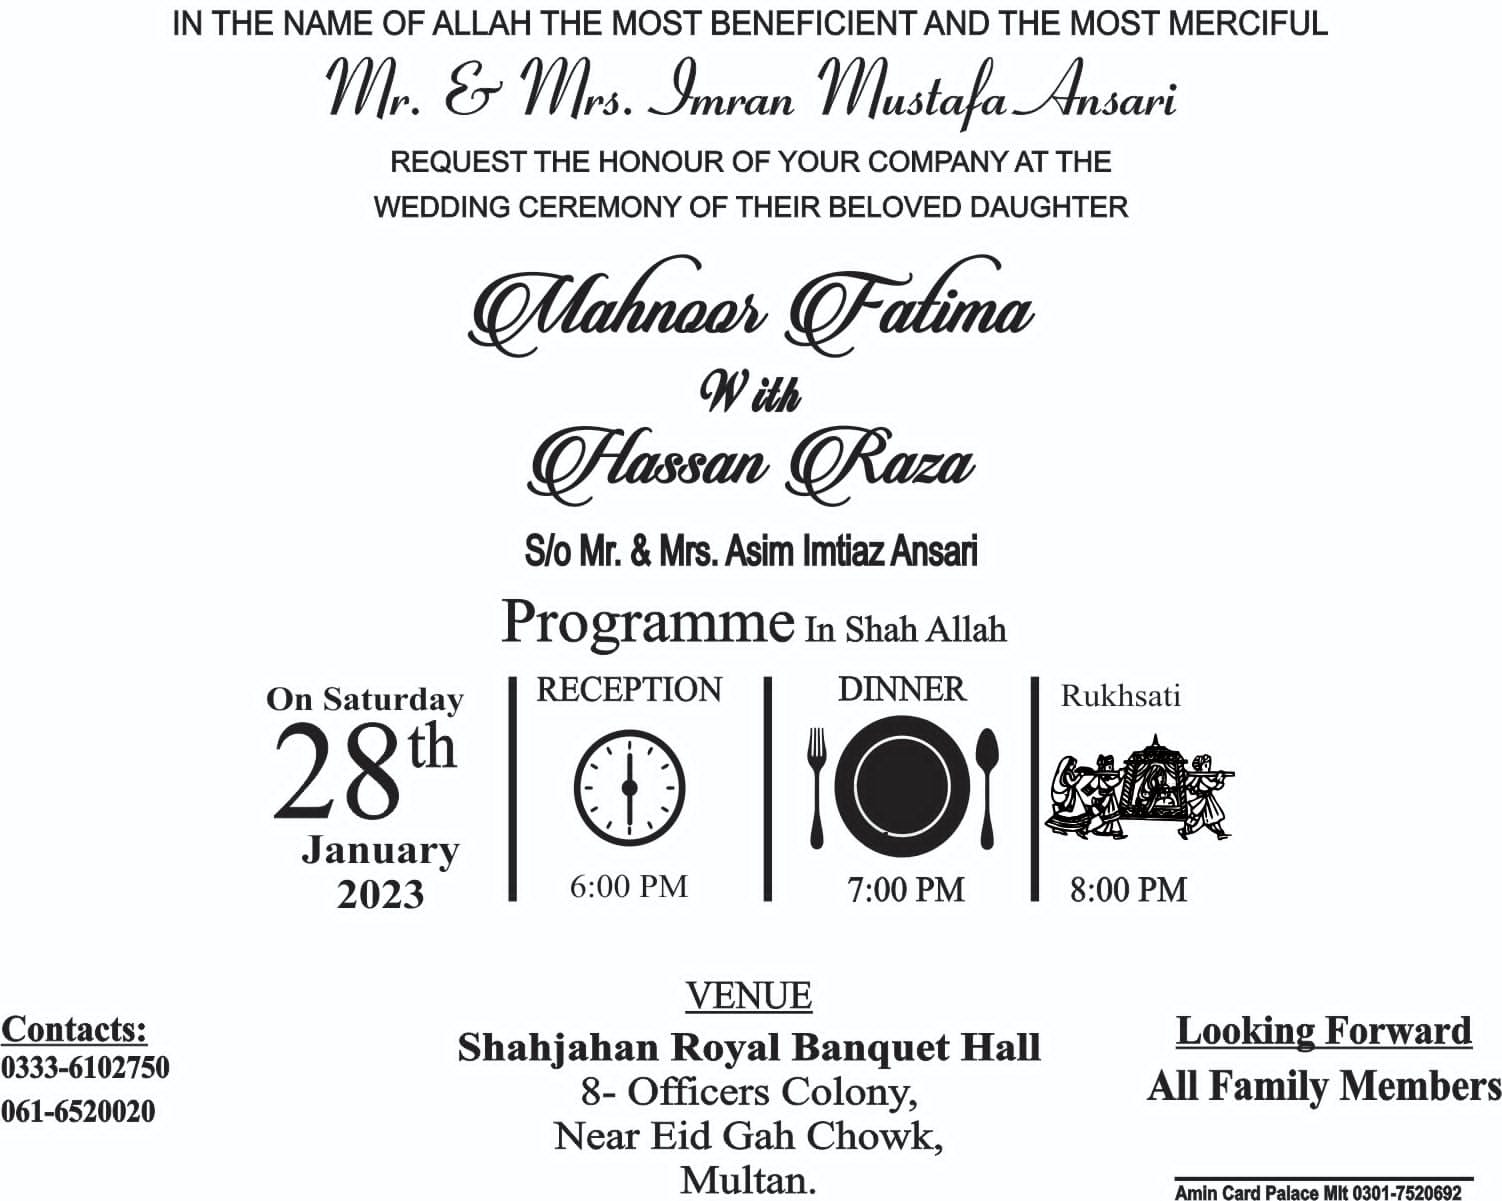 IN THE NAME OF ALLAH THE MOST BENEFICIENT AND THE MOST MERCIFUL
Mr. & Mrs. Imran Mustafa Ansari
REQUEST THE HONOUR OF YOUR COMPANY AT THE
WEDDING CEREMONY OF THEIR BELOVED DAUGHTER
Mahnoor Fatima
With
Hassan Raza
S/o Mr. & Mrs. Asim Imtiaz Ansari
Programme In Shah Allah
On Saturday
28th
January
2023
RECEPTION
6:00 PM
DINNER
7:00 PM
Rukhsati
8:00 PM
Contacts:
0333-6102750
061-6520020
VENUE
Shahjahan Royal Banquet Hall
8- Officers Colony,
Near Eid Gah Chowk,
Multan.
Looking Forward
All Family Members
Amin Card Palace Mlt 0301-7520692